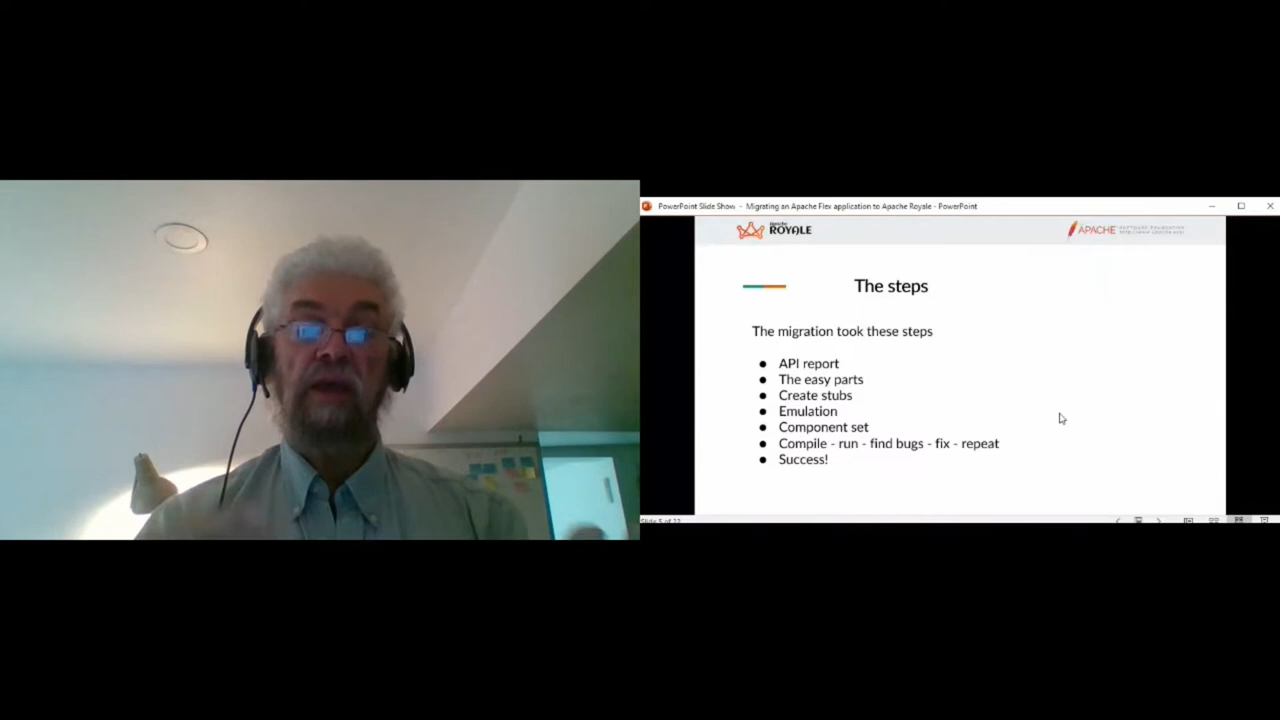 PowerPoint Slide Show - Migrating an Apache Flex application to Apache Royale - PowerPoint
Apache
ROYALE
APACHE
The steps
The migration took these steps
● API report
● The easy parts
● Create stubs
● Emulation
● Component set
● Compile - run - find bugs - fix - repeat
● Success!